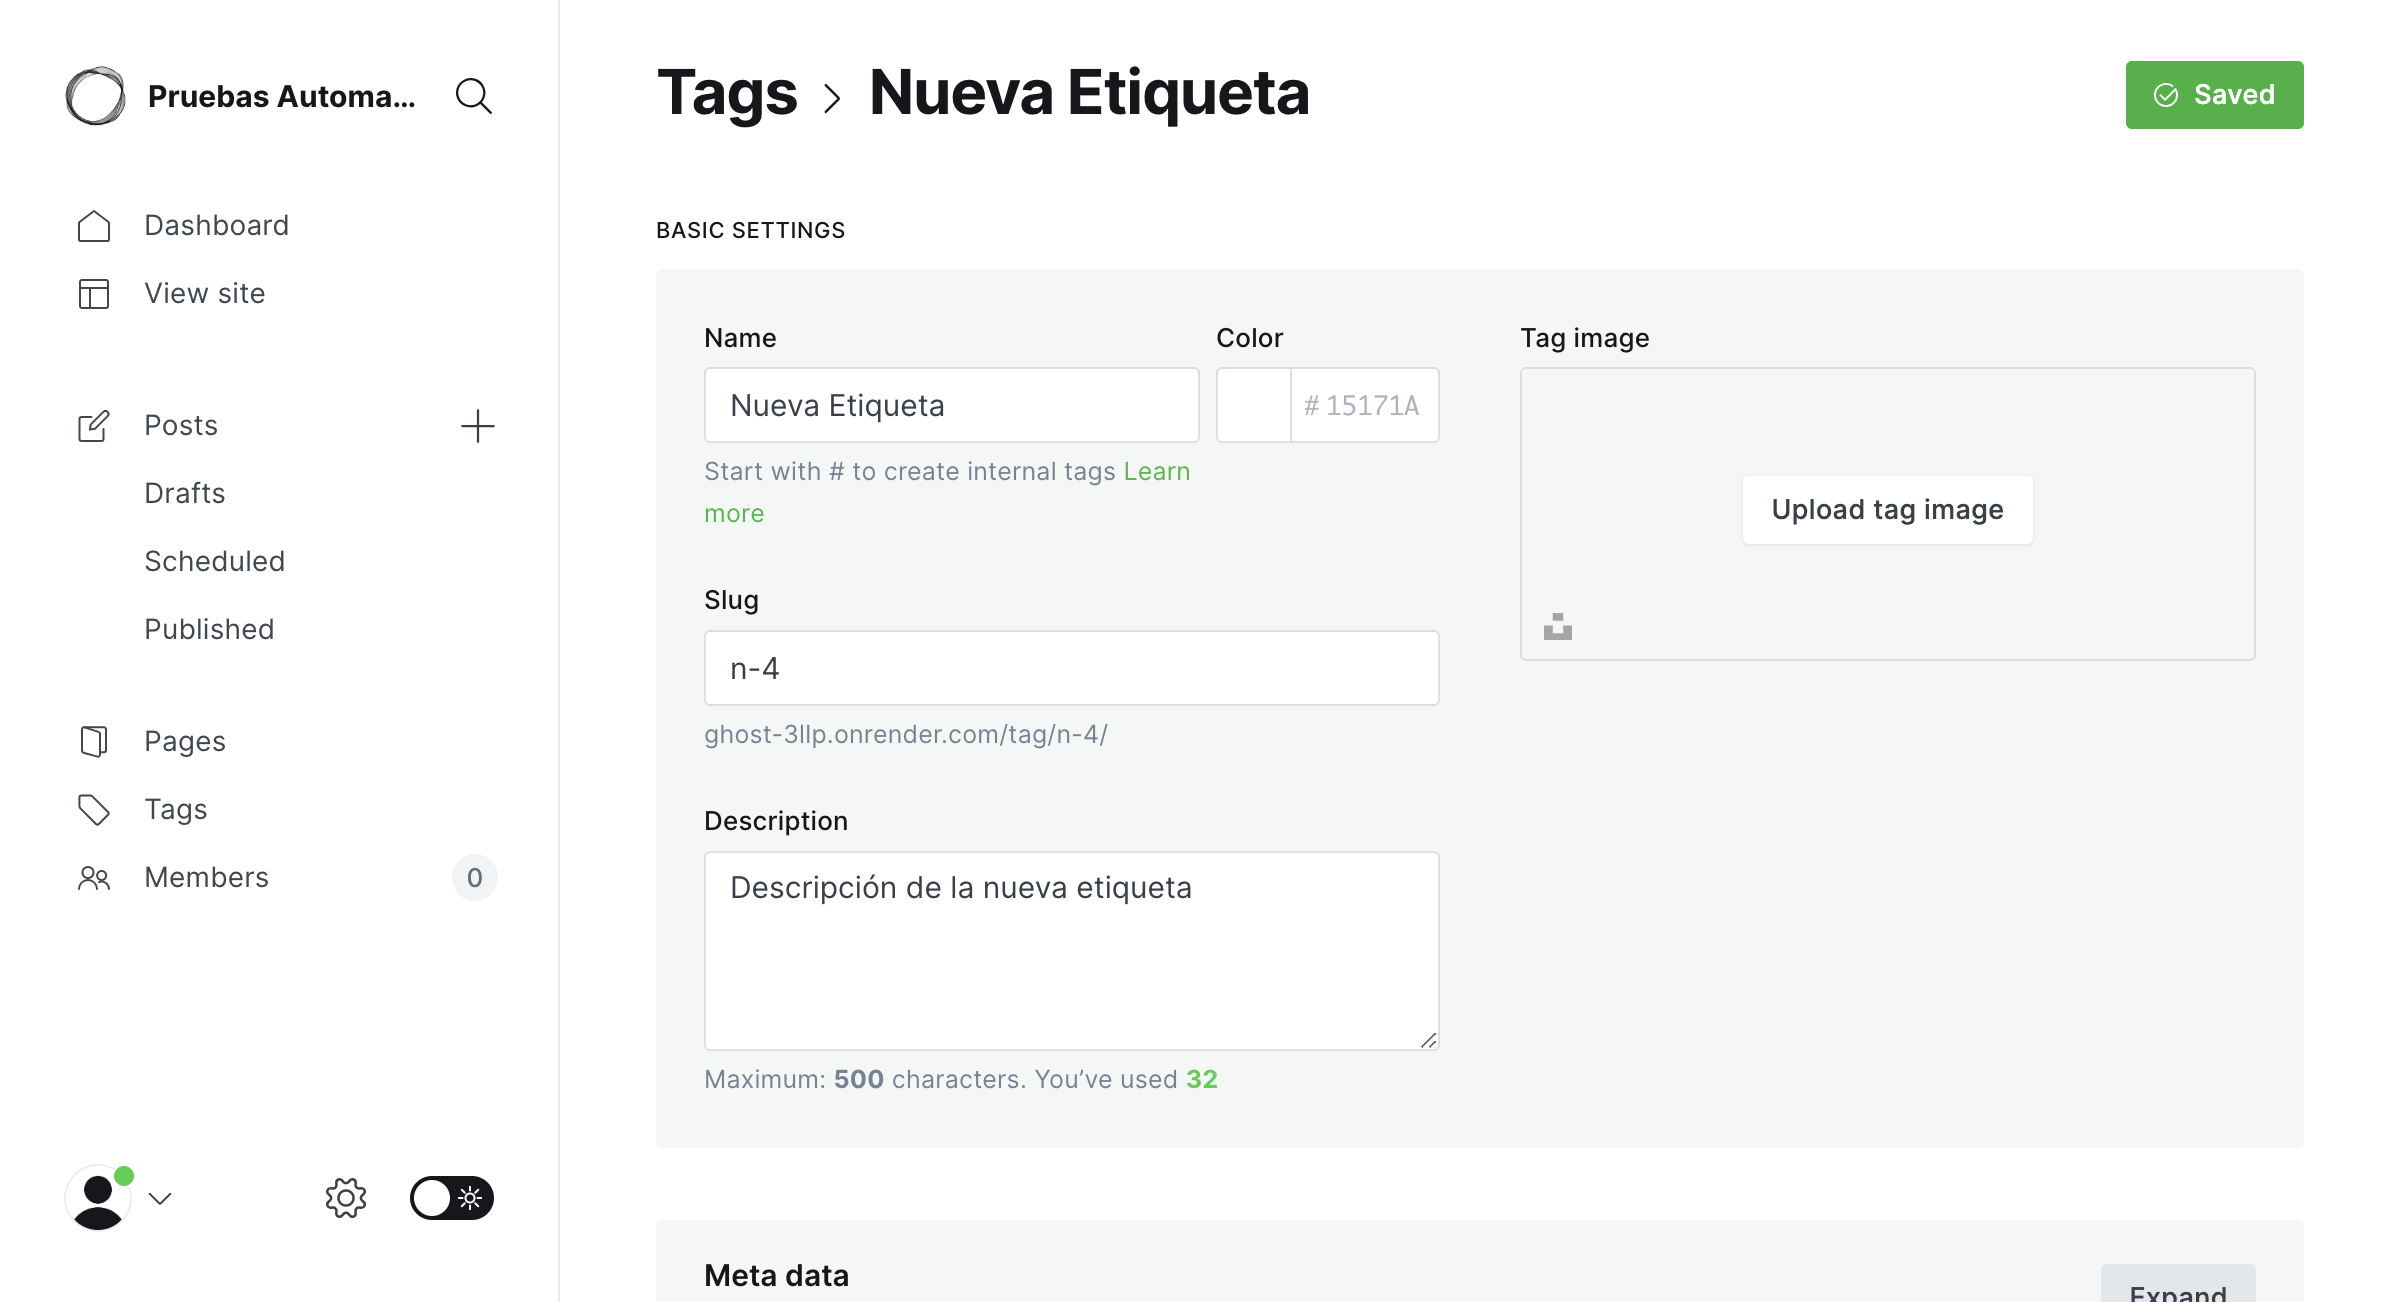 Pruebas Automa...
Dashboard
View site
Posts
Drafts
Scheduled
Published
Pages
Tags
Members
0
Tags > Nueva Etiqueta
Saved
BASIC SETTINGS
Name
Nueva Etiqueta
Start with # to create internal tags Learn
more
Color
# 15171A
Slug
n-4
ghost-3llp.onrender.com/tag/n-4/
Description
Descripción de la nueva etiqueta
Maximum: 500 characters. You’ve used 32
Tag image
Upload tag image
Meta data
Expand